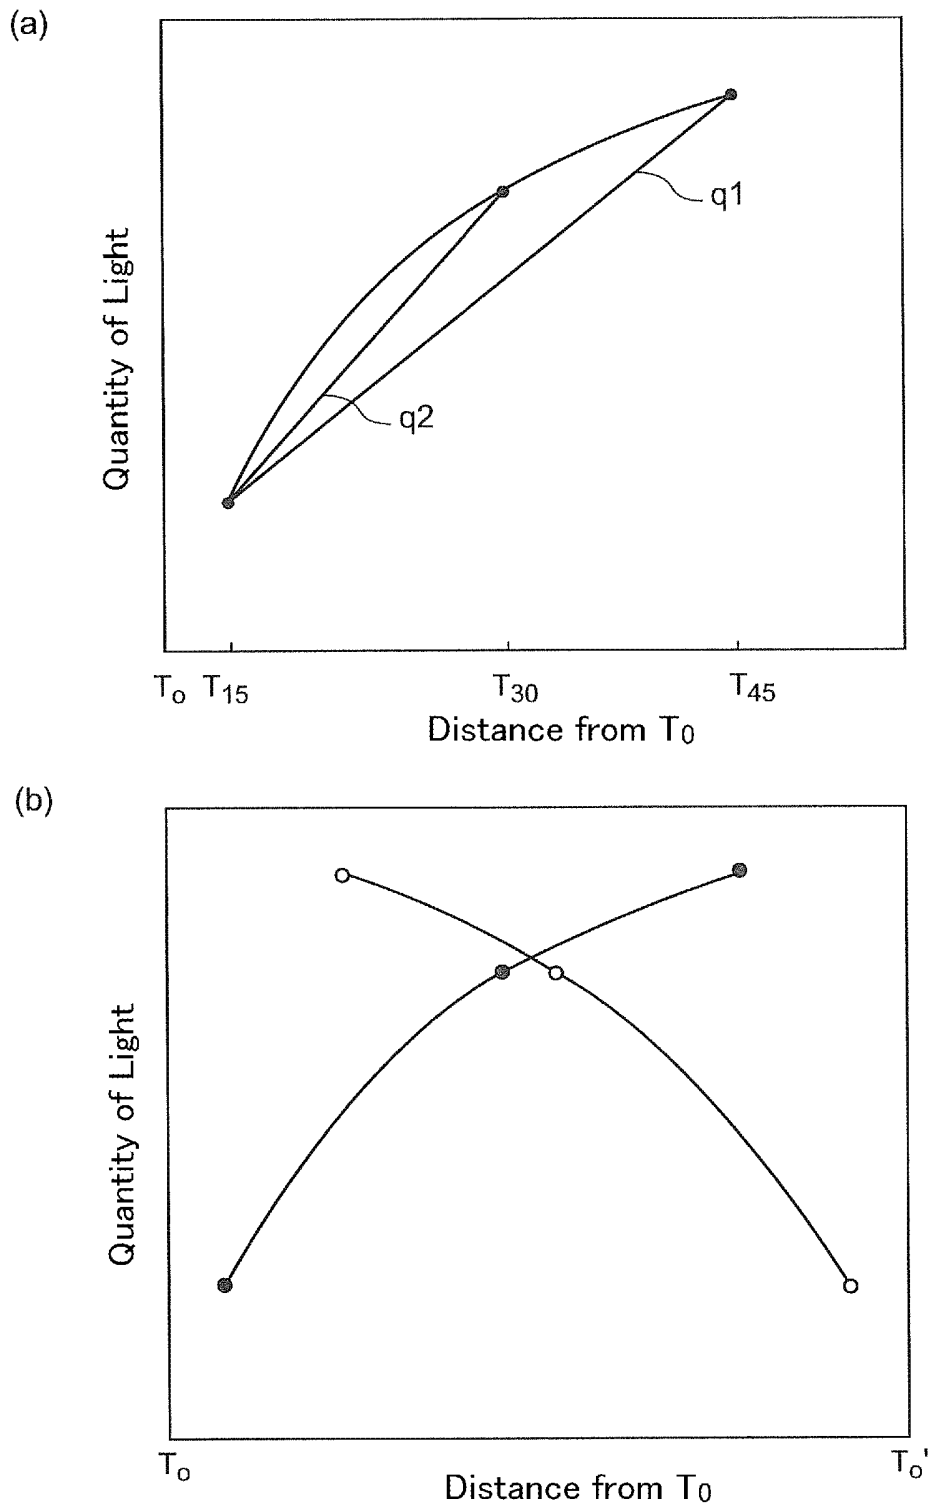 (a)
Quantity of Light
q1
q2
To T15 T30 T45
Distance from T0
(b)
Quantity of Light
To To'
Distance from T0